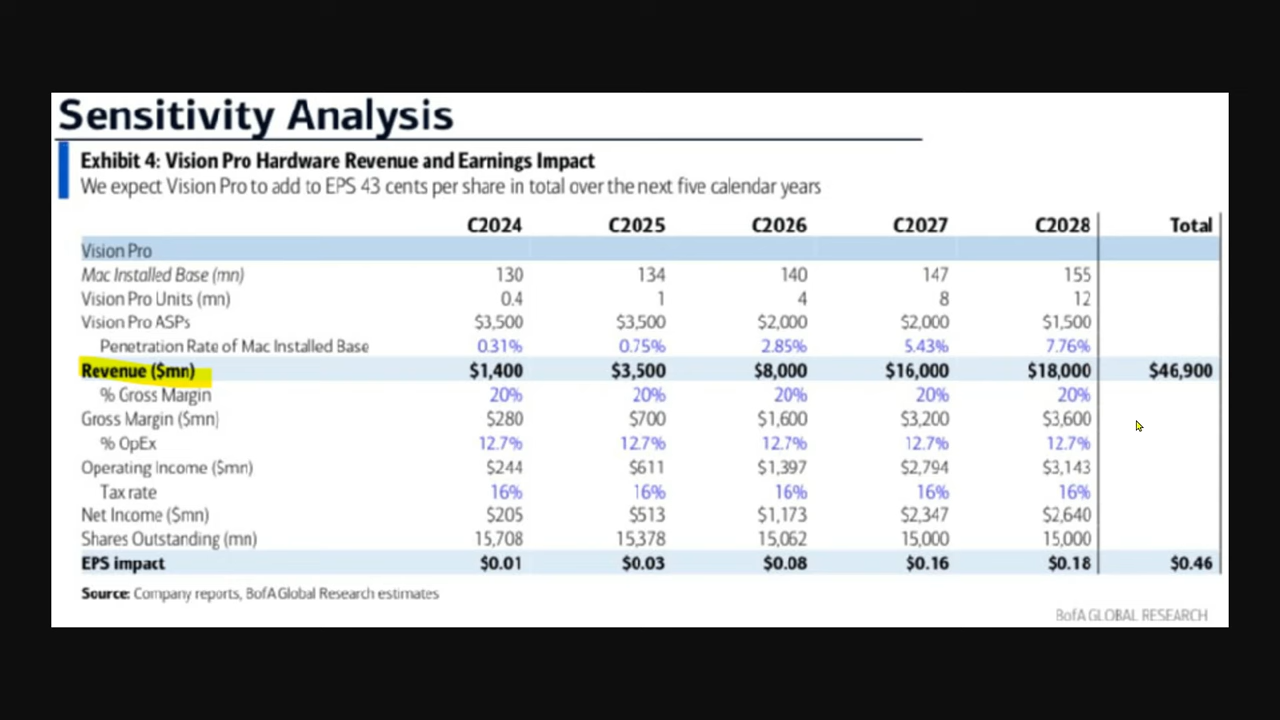 Sensitivity Analysis
Exhibit 4: Vision Pro Hardware Revenue and Earnings Impact
We expect Vision Pro to add to EPS 43 cents per share in total over the next five calendar years
C2024 C2025 C2026 C2027 C2028 Total
Vision Pro
Mac Installed Base (mn) 130 134 140 147 155
Vision Pro Units (mn) 0.4 1 4 8 12
Vision Pro ASPs $3,500 $3,500 $2,000 $2,000 $1,500
Penetration Rate of Mac Installed Base 0.31% 0.75% 2.85% 5.43% 7.76%
Revenue ($mn) $1,400 $3,500 $8,000 $16,000 $18,000 $46,900
% Gross Margin 20% 20% 20% 20% 20%
Gross Margin ($mn) $280 $700 $1,600 $3,200 $3,600
% OpEx 12.7% 12.7% 12.7% 12.7% 12.7%
Operating Income ($mn) $244 $611 $1,397 $2,794 $3,143
Tax rate 16% 16% 16% 16% 16%
Net Income ($mn) $205 $513 $1,173 $2,347 $2,640
Shares Outstanding (mn) 15,708 15,378 15,062 15,000 15,000
EPS impact $0.01 $0.03 $0.08 $0.16 $0.18 $0.46
Source: Company reports, BofA Global Research estimates
BofA GLOBAL RESEARCH